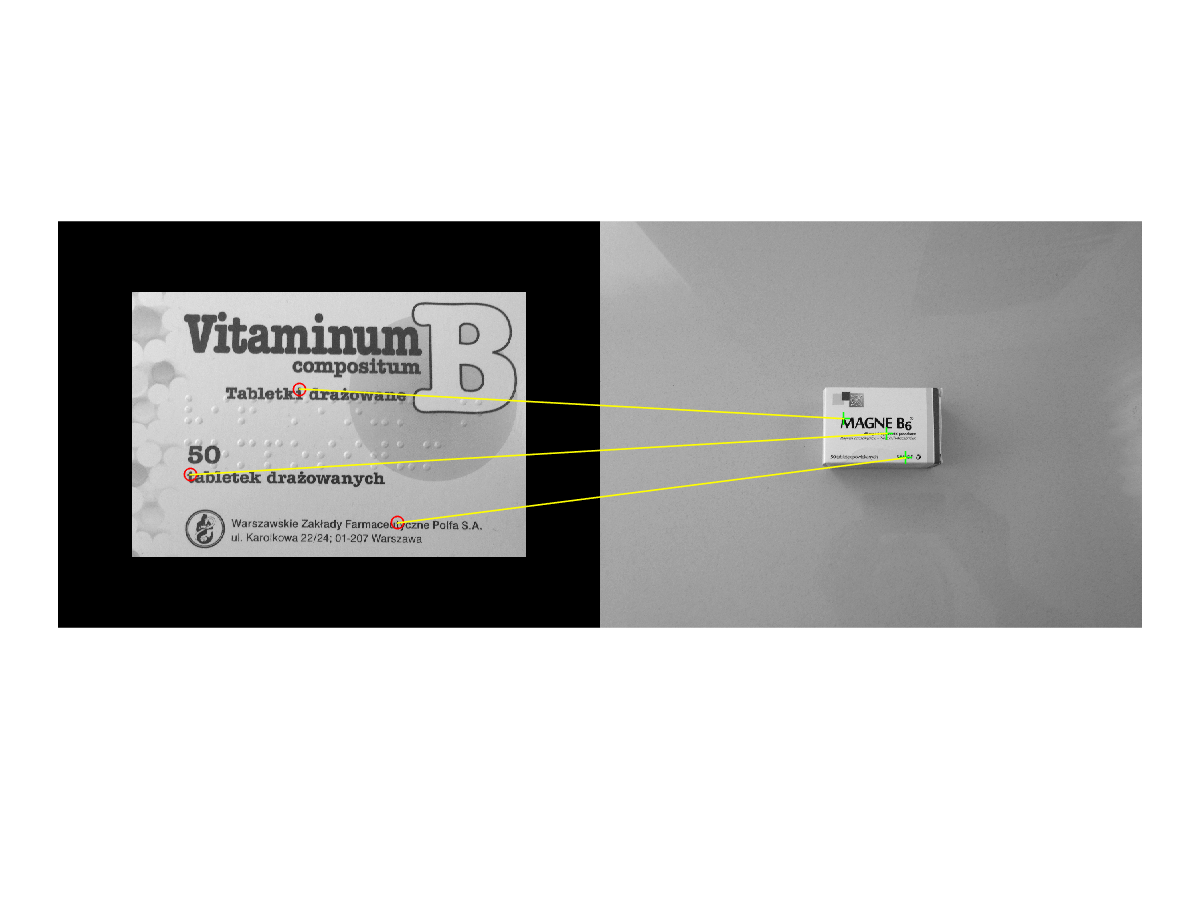 Vitaminum B
compositum
Tabletki drażowane
50
tabletek drażowanych
Warszawskie Zakłady Farmaceutyczne Polfa S.A.
ul. Karolkowa 22/24; 01-207 Warszawa
MAGNE B6